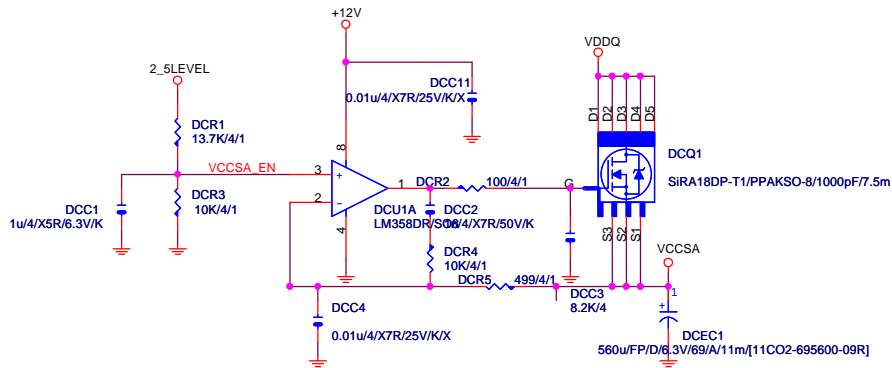 +12V
VDDQ
2_5LEVEL
DCC11
0.01u/4/X7R/25V/K/X
D1
D2
D3
D4
D5
DCR1
13.7K/4/1
8
DCQ1
VCCSA_EN
3
+
1
DCR2
100/4/1
G
SiRA18DP-T1/PPAKSO-8/1000pF/7.5m
DCR3
10K/4/1
2
-
DCC1
1u/4/X5R/6.3V/K
DCU1A
LM358DR/SO8
DCC2
/4/X7R/50V/K
4
S3
S2
S1
DCR4
10K/4/1
VCCSA
DCR5
499/4/1
DCC3
8.2K/4
DCC4
0.01u/4/X7R/25V/K/X
1
+
DCEC1
560u/FP/D/6.3V/69/A/11m/[11CO2-695600-09R]